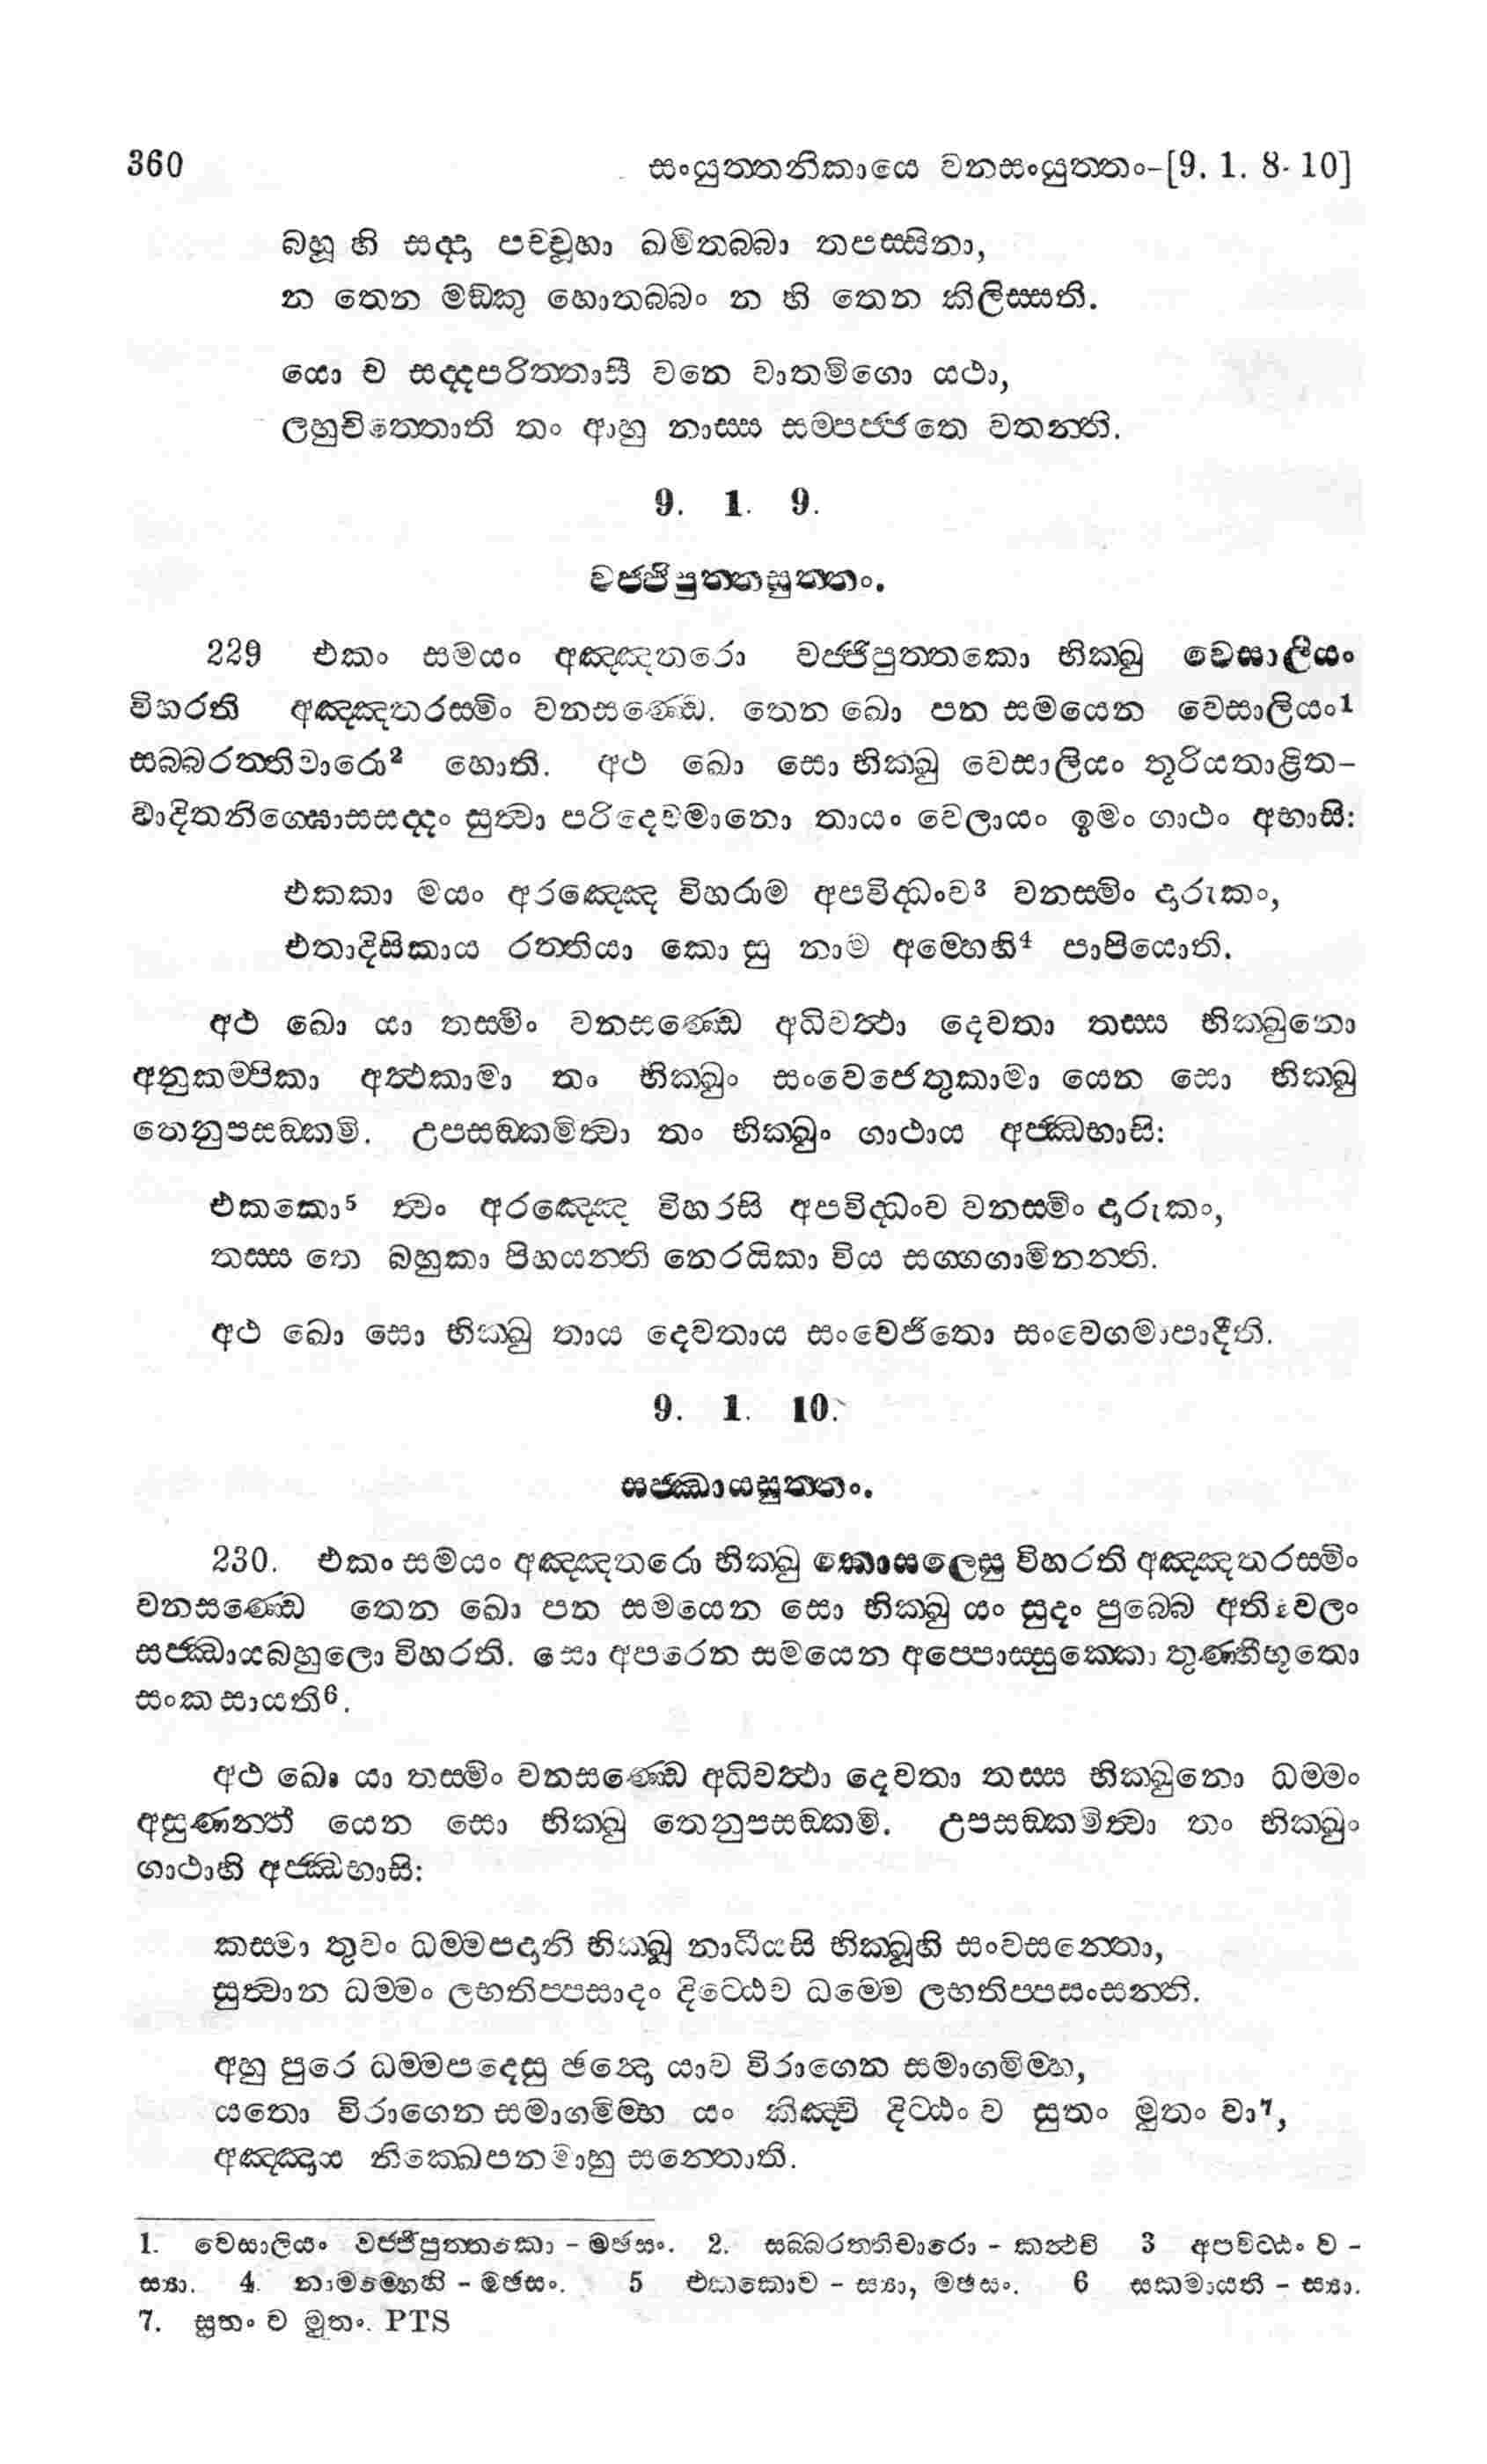 360 සංයුත්තනිකායෙ වනසංයුත්තං-[9. 1. 8- 10]
බහූ හි සද්දා පච්චූහා ඛමිතබ්බා තපස්සිනා,
න තෙන මඞ්කු හොතබ්බං න හි තෙන කිලිස්සති.
යො ච සද්දපරිත්තාසී වනෙ වාතමිගො යථා,
ලහුචිත්තොති තං ආහු නාස්ස සම්පජ්ජතෙ වතන්ති.
9. 1. 9.
වජ්ජිපුත්තසුත්තං.
229 එකං සමයං අඤ්ඤතරො වජ්ජිපුත්තකො භික්ඛු වෙසාලියං
විහරති අඤ්ඤතරස්මිං වනසණ්ඩෙ. තෙන ඛො පන සමයෙන වෙසාලියං1
සබ්බරත්තිවාරො2 හොති. අථ ඛො සො භික්ඛු වෙසාලියං තූරියතාළිත-
වාදිතනිග්ඝොසසද්දං සුත්වා පරිදෙවමානො තායං වෙලායං ඉමං ගාථං අභාසි:
එකකා මයං අරඤ්ඤෙ විහරාම අපවිද්ධංව3 වනස්මිං දාරුකං,
එතාදිසිකාය රත්තියා කො සු නාම අම්හෙහි4 පාපියොති.
අථ ඛො යා තස්මිං වනසණ්ඩෙ අධිවත්ථා දෙවතා තස්ස භික්ඛුනො
අනුකම්පිකා අත්ථකාමා තං භික්ඛුං සංවෙජෙතුකාමා යෙන සො භික්ඛු
තෙනුපසඞ්කමි. උපසඞ්කමිත්වා තං භික්ඛුං ගාථාය අජ්ඣභාසි:
එකකො5 ත්වං අරඤ්ඤෙ විහරසි අපවිද්ධංව වනස්මිං දාරුකං,
තස්ස තෙ බහුකා පිහයන්ති නෙරයිකා විය සග්ගගාමිනන්ති.
අථ ඛො සො භික්ඛු තාය දෙවතාය සංවෙජිතො සංවෙගමාපාදීති.
9. 1. 10.
සජ්ඣායසුත්තං.
230. එකං සමයං අඤ්ඤතරො භික්ඛු කොසලෙසු විහරති අඤ්ඤතරස්මිං
වනසණ්ඩෙ තෙන ඛො පන සමයෙන සො භික්ඛු යං සුදං පුබ්බෙ අතිවෙලං
සජ්ඣායබහුලො විහරති. සො අපරෙන සමයෙන අප්පොස්සුක්කො තුණ්හීභූතො
සංකසායති6.
අථ ඛො යා තස්මිං වනසණ්ඩෙ අධිවත්ථා දෙවතා තස්ස භික්ඛුනො ධම්මං
අසුණන්තී යෙන සො භික්ඛු තෙනුපසඞ්කමි. උපසඞ්කමිත්වා තං භික්ඛුං
ගාථාහි අජ්ඣභාසි:
කස්මා තුවං ධම්මපදානි භික්ඛු නාධීයසි භික්ඛූහි සංවසන්තො,
සුත්වාන ධම්මං ලභතිප්පසාදං දිට්ඨෙව ධම්මෙ ලභතිප්පසංසන්ති.
අහු පුරෙ ධම්මපදෙසු ඡන්දො යාව විරාගෙන සමාගමිම්හ,
යතො විරාගෙන සමාගමිම්හ යං කිඤ්චි දිට්ඨං ව සුතං මුතං වා7,
අඤ්ඤාය නික්ඛෙපනමාහු සන්තොති.
1. වෙසාලියං වජ්ජිපුත්තකො - මඡසං. 2. සබ්බරත්තිචාරො - කත්ථචි 3 අපවිට්ඨං ව -
ස්‍යා. 4. නාමම්හෙහි - මඡසං. 5 එකකොව - ස්‍යා, මඡසං. 6 සකමායති - ස්‍යා.
7. සුතං ව මුතං. PTS